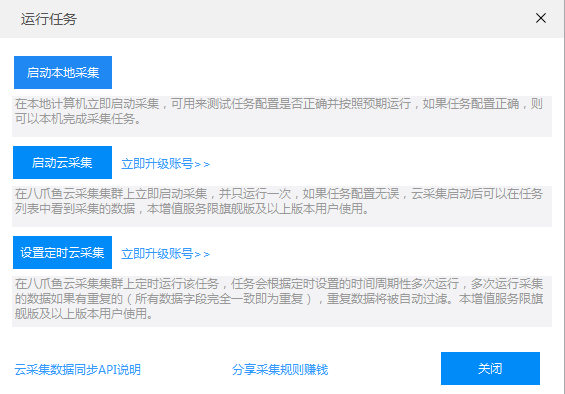 运行任务
启动本地采集
在本地计算机立即启动采集，可用来测试任务配置是否正确并按照预期运行，如果任务配置正确，则
可以本机完成采集任务。
启动云采集 立即升级账号>>
在八爪鱼云采集集群上立即启动采集，并只运行一次，如果任务配置无误，云采集启动后可以在任务
列表中看到采集的数据，本增值服务限旗舰版及以上版本用户使用。
设置定时云采集 立即升级账号>>
在八爪鱼云采集集群上定时运行该任务，任务会根据定时设置的时间周期性多次运行，多次运行采集
的数据如果有重复的（所有数据字段完全一致即为重复），重复数据将被自动过滤。本增值服务限旗
舰版及以上版本用户使用。
云采集数据同步API说明 分享采集规则赚钱 关闭